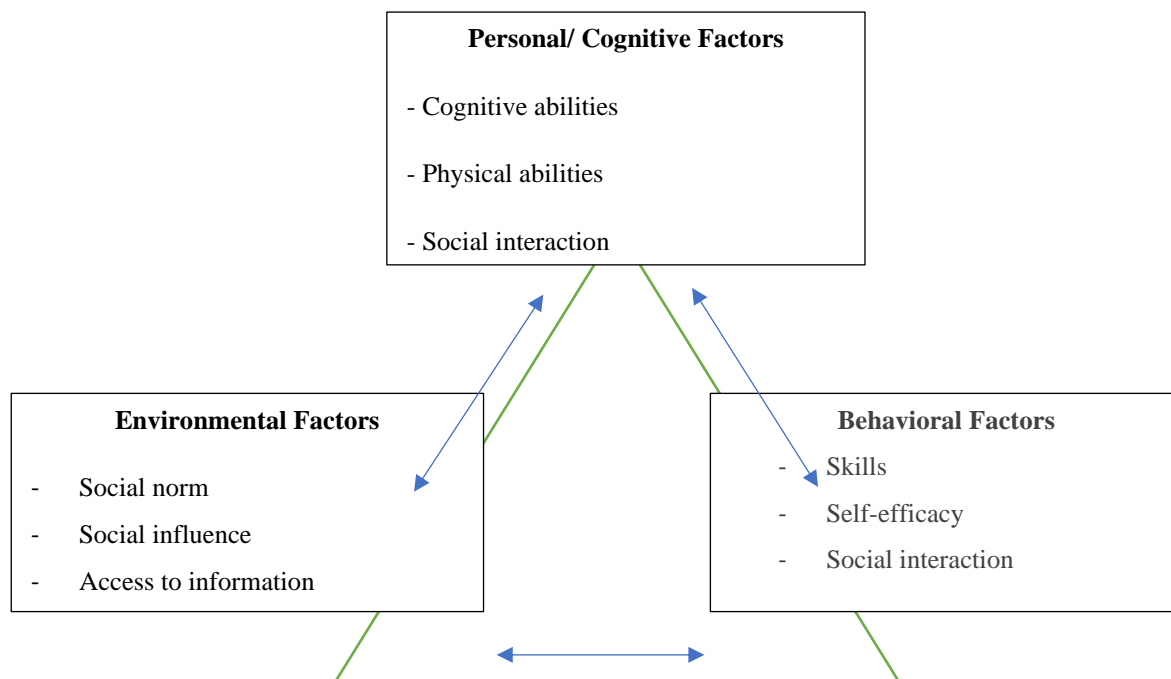 Personal/ Cognitive Factors
- Cognitive abilities
- Physical abilities
- Social interaction
Environmental Factors
- Social norm
- Social influence
- Access to information
Behavioral Factors
- Skills
- Self-efficacy
- Social interaction